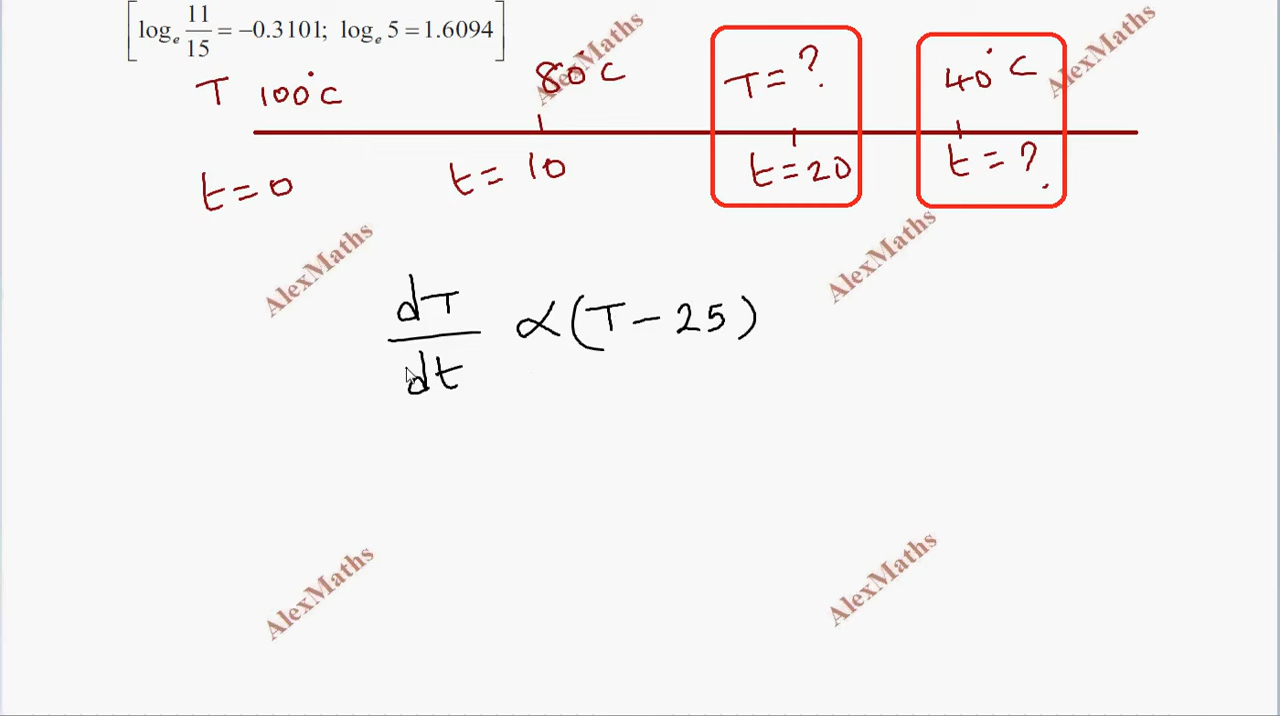 [log_e 11/15 = −0.3101; log_e 5 = 1.6094]
T 100°C 80°C T = ? 40°C
t = 0 t = 10 t = 20 t = ?
dT/dt ∝ (T − 25)
AlexMaths AlexMaths
AlexMaths AlexMaths
AlexMaths AlexMaths